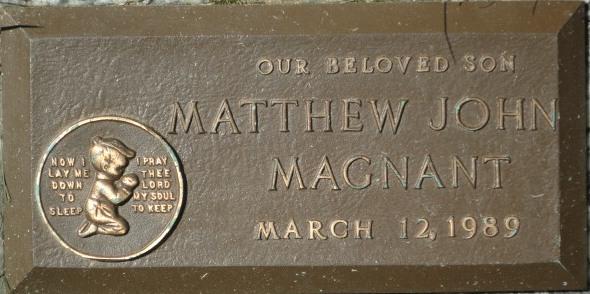 OUR BELOVED SON
MATTHEW JOHN
MAGNANT
MARCH 12, 1989
NOW I
LAY ME
DOWN
TO
SLEEP
I PRAY
THEE
LORD
MY SOUL
TO KEEP